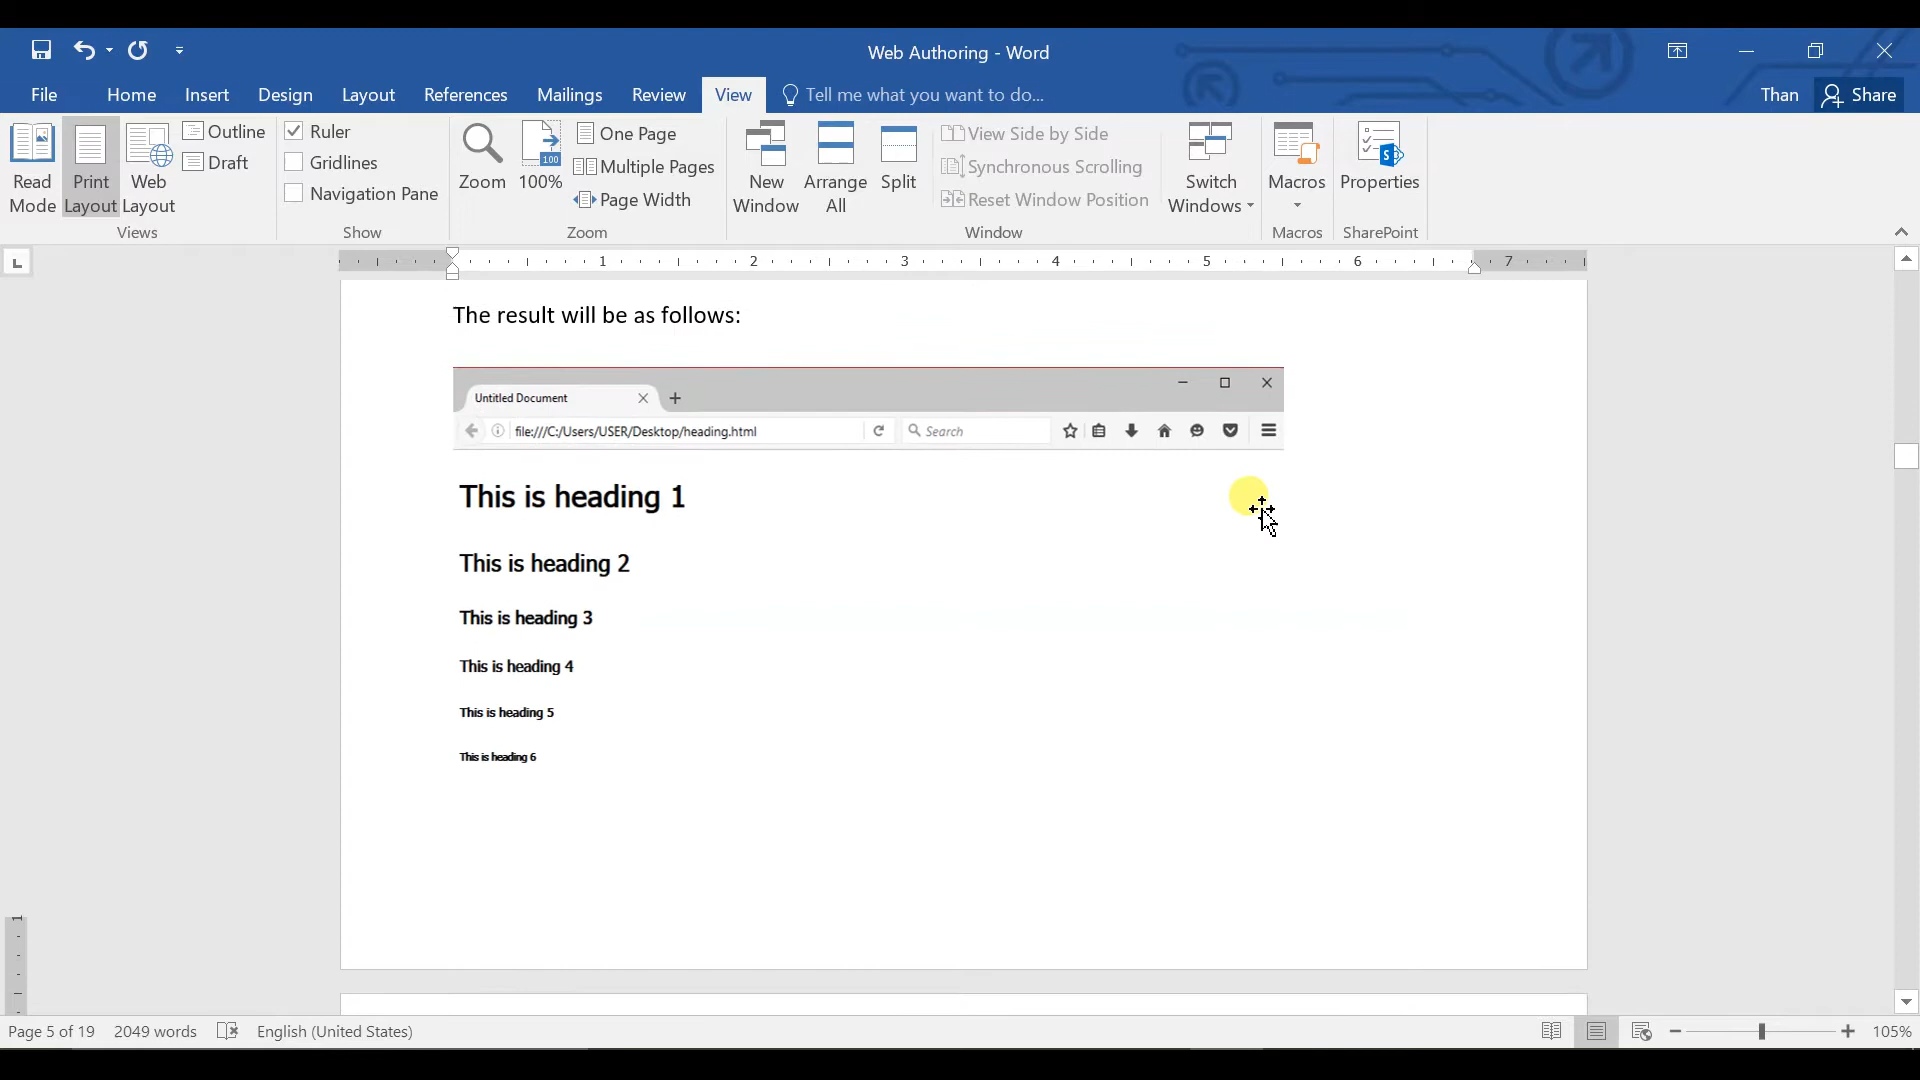 Web Authoring - Word
File Home Insert Design Layout References Mailings Review View Tell me what you want to do... Than Share
Read Mode
Print Layout
Web Layout
Outline
Draft
Views
Ruler
Gridlines
Navigation Pane
Show
Zoom
100
100%
One Page
Multiple Pages
Page Width
Zoom
New Window
Arrange All
Split
View Side by Side
Synchronous Scrolling
Reset Window Position
Switch Windows
Window
Macros
Macros
S
Properties
SharePoint
L
1 2 3 4 5 6 7
The result will be as follows:
Untitled Document
file:///C:/Users/USER/Desktop/heading.html
Search
This is heading 1
This is heading 2
This is heading 3
This is heading 4
This is heading 5
This is heading 6
1
Page 5 of 19 2049 words English (United States) 105%